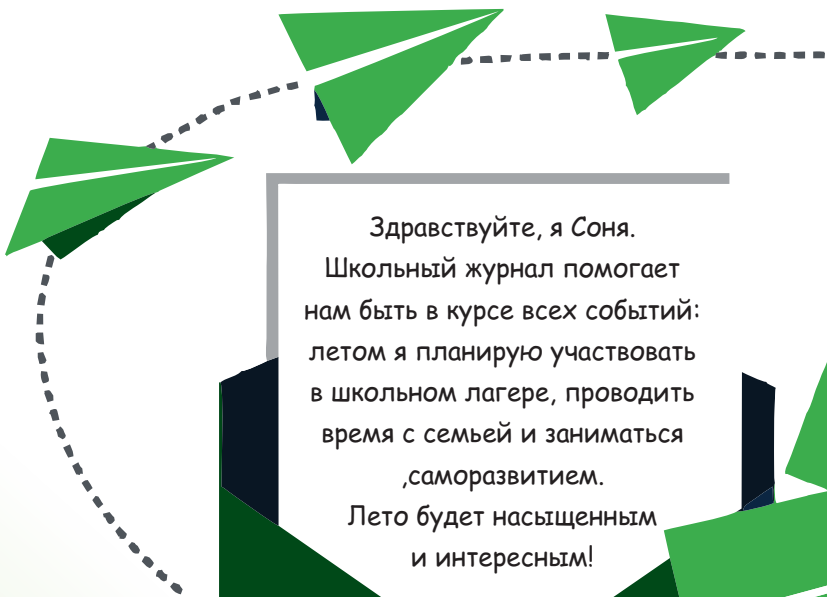 Здравствуйте, я Соня.
Школьный журнал помогает
нам быть в курсе всех событий:
летом я планирую участвовать
в школьном лагере, проводить
время с семьей и заниматься
,саморазвитием.
Лето будет насыщенным
и интересным!